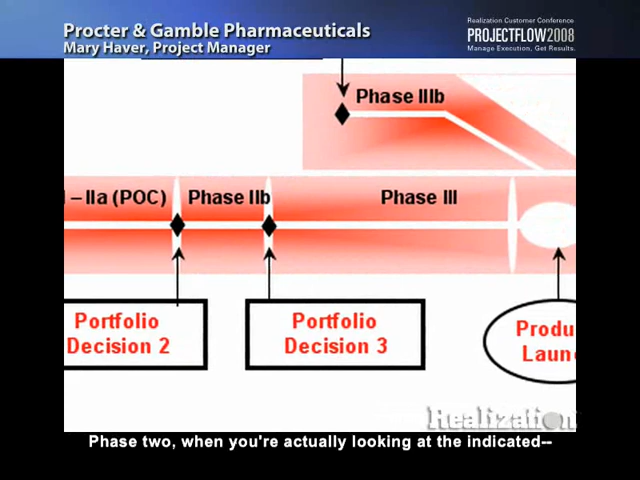 Procter & Gamble Pharmaceuticals
Mary Haver, Project Manager
Realization Customer Conference
PROJECTFLOW2008
Manage Execution, Get Results.
Phase IIIb
– IIa (POC)
Phase IIb
Phase III
Portfolio
Decision 2
Portfolio
Decision 3
Produ
Laun
Realization
Phase two, when you're actually looking at the indicated--